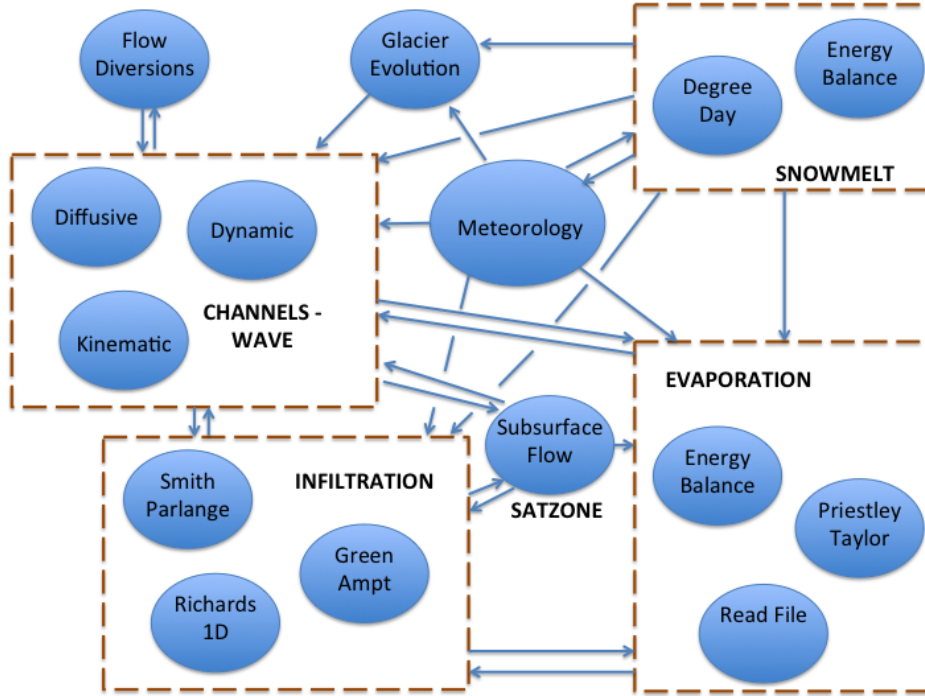 Flow
Diversions
Glacier
Evolution
Energy
Balance
Degree
Day
SNOWMELT
Diffusive
Dynamic
Meteorology
CHANNELS -
WAVE
Kinematic
EVAPORATION
Subsurface
Flow
SATZONE
INFILTRATION
Smith
Parlange
Green
Ampt
Richards
1D
Energy
Balance
Priestley
Taylor
Read File